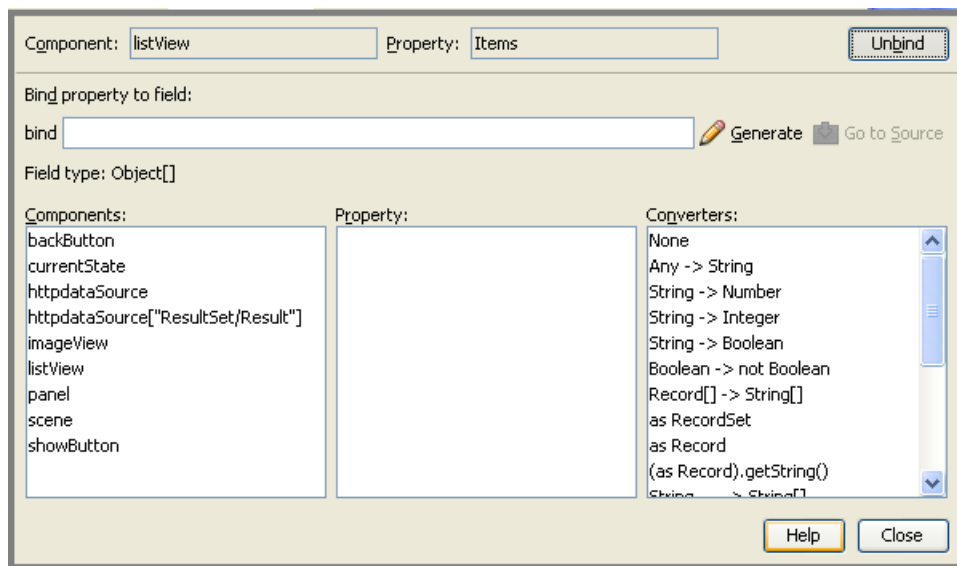 Component: listView Property: Items Unbind
Bind property to field:
bind Generate Go to Source
Field type: Object[]
Components: Property: Converters:
backButton None
currentState Any -> String
httpdataSource String -> Number
httpdataSource["ResultSet/Result"] String -> Integer
imageView String -> Boolean
listView Boolean -> not Boolean
panel Record[] -> String[]
scene as RecordSet
showButton as Record
(as Record).getString()
String -> String[]
Help Close